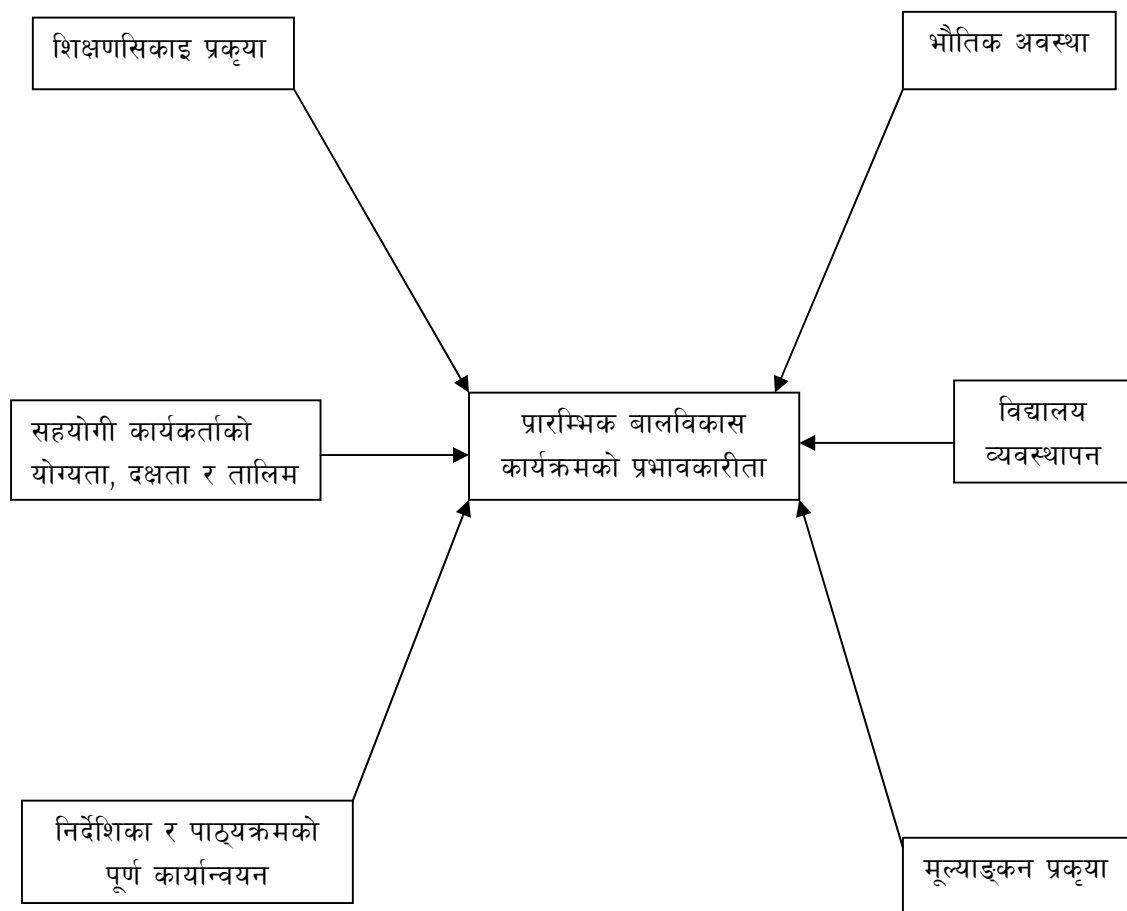 शिक्षणसिकाइ प्रकृया
भौतिक अवस्था
सहयोगी कार्यकर्ताको
योग्यता, दक्षता र तालिम
प्रारम्भिक बालविकास
कार्यक्रमको प्रभावकारीता
विद्यालय
व्यवस्थापन
निर्देशिका र पाठ्यक्रमको
पूर्ण कार्यान्वयन
मूल्याङ्कन प्रकृया